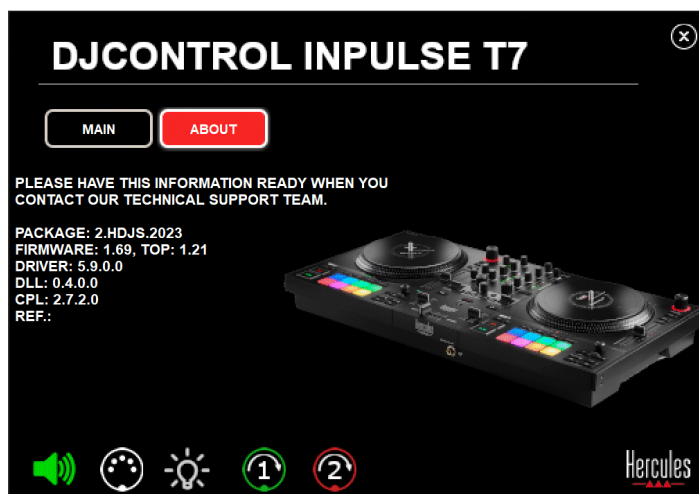 DJCONTROL INPULSE T7
MAIN
ABOUT
PLEASE HAVE THIS INFORMATION READY WHEN YOU
CONTACT OUR TECHNICAL SUPPORT TEAM.
PACKAGE: 2.HDJS.2023
FIRMWARE: 1.69, TOP: 1.21
DRIVER: 5.9.0.0
DLL: 0.4.0.0
CPL: 2.7.2.0
REF.:
1
2
Hercules